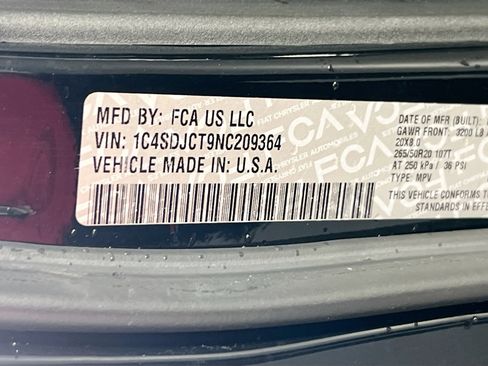 MFD BY: FCA US LLC
VIN: 1C4SDJCT9NC209364
VEHICLE MADE IN: U.S.A.
DATE OF MFR (BUILT):
GAWR FRONT: 3200 LB
20X8.0
265/50R20 107T
AT 250 kPa / 36 PSI
TYPE: MPV
THIS VEHICLE CONFORMS
STANDARDS IN EFFE